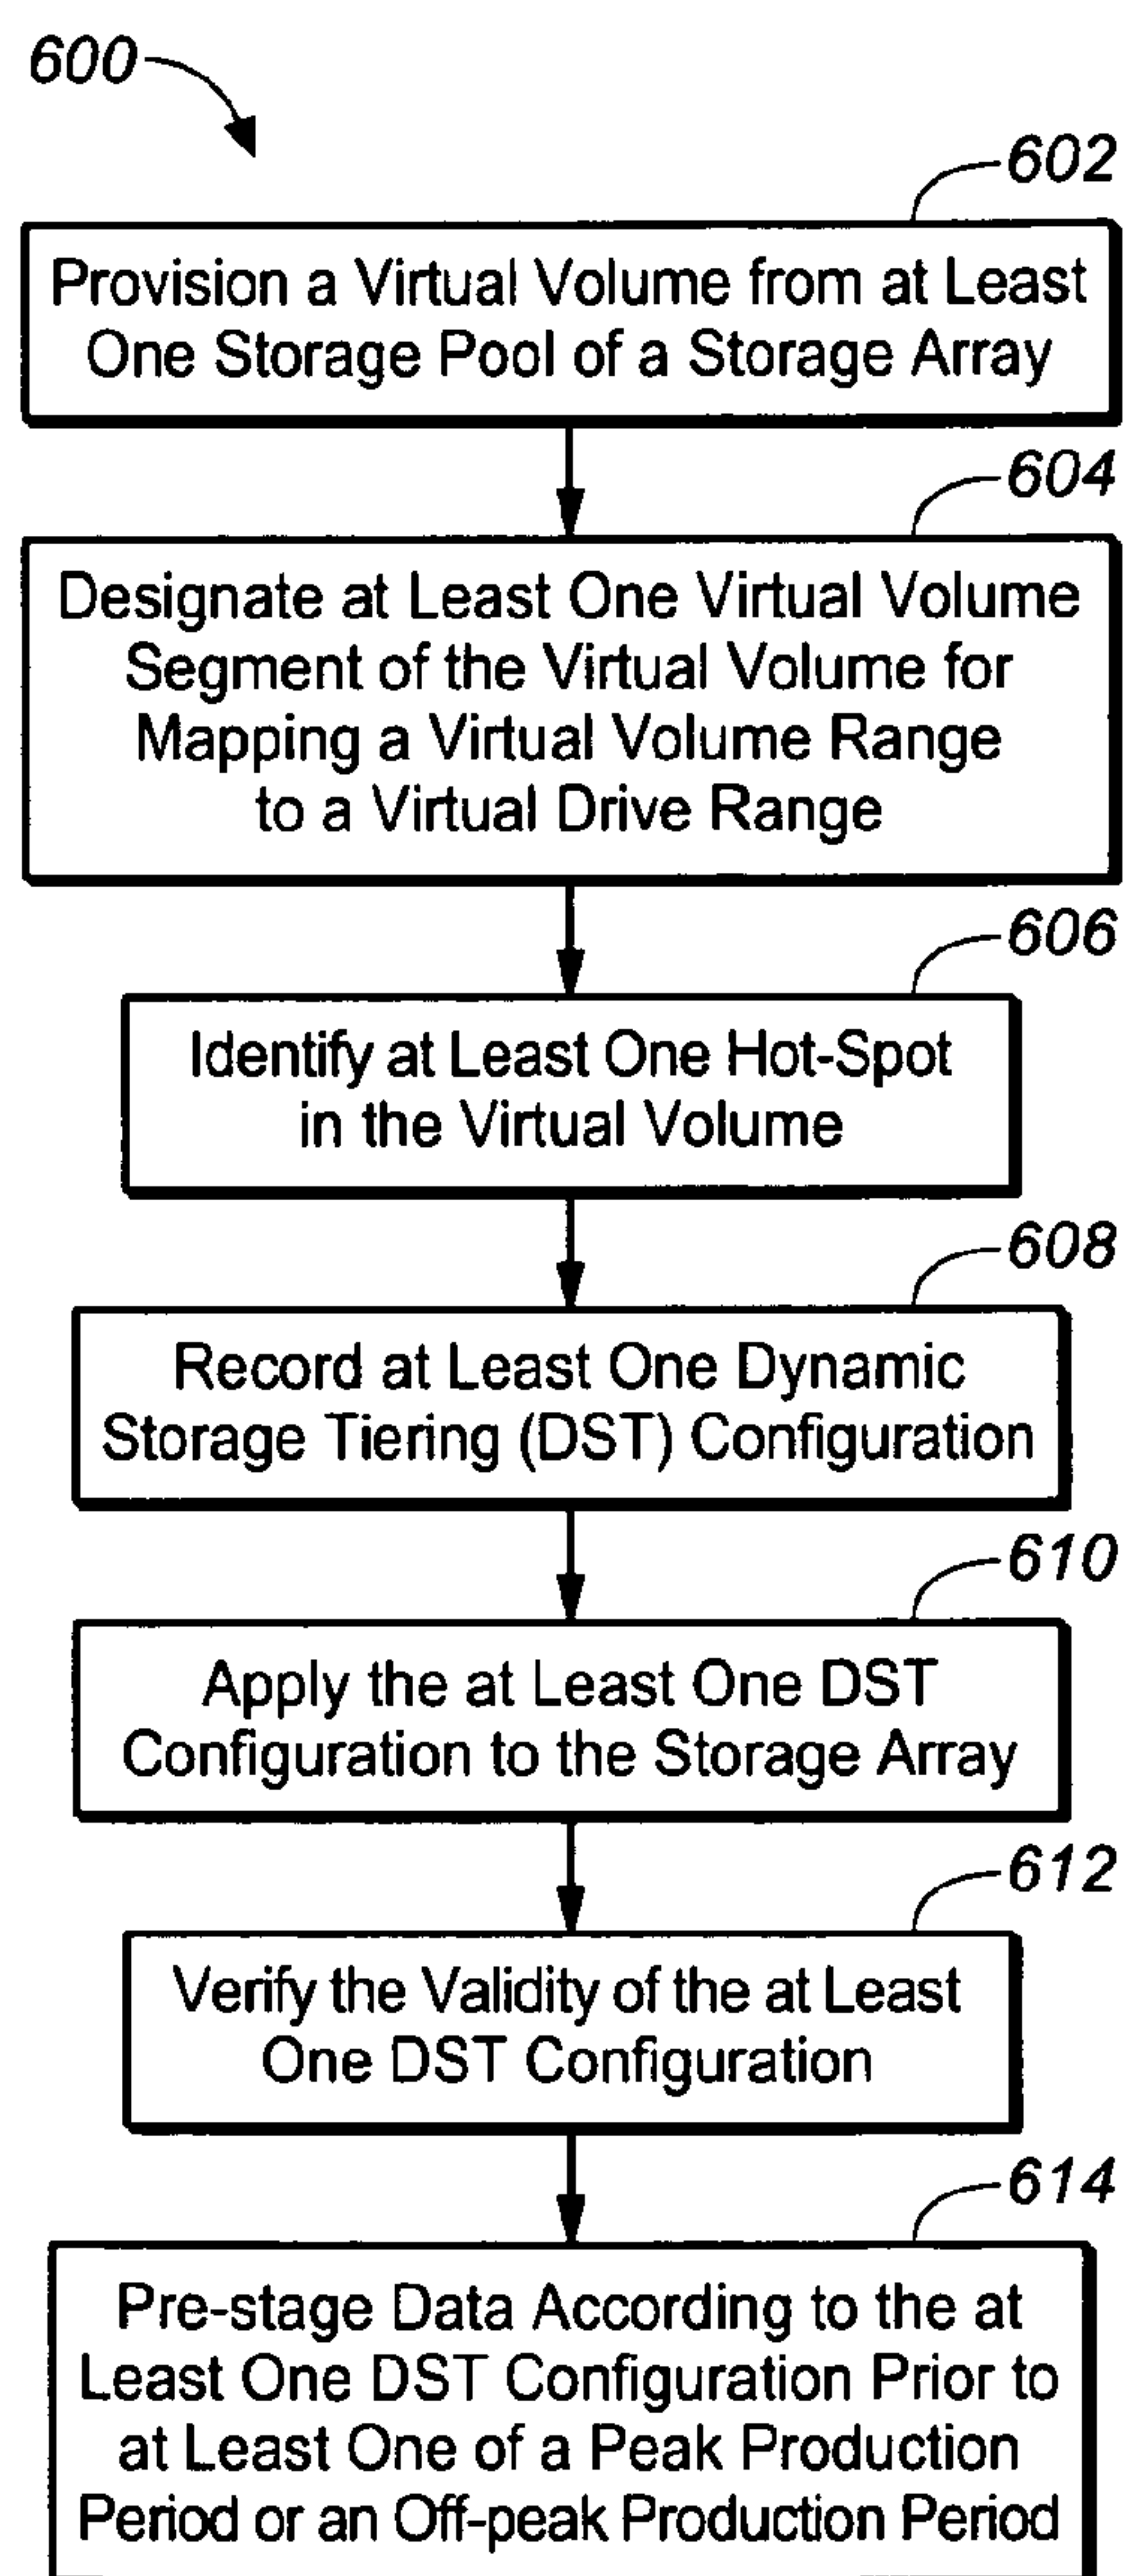 600
602
Provision a Virtual Volume from at Least
One Storage Pool of a Storage Array
604
Designate at Least One Virtual Volume
Segment of the Virtual Volume for
Mapping a Virtual Volume Range
to a Virtual Drive Range
606
Identify at Least One Hot-Spot
in the Virtual Volume
608
Record at Least One Dynamic
Storage Tiering (DST) Configuration
610
Apply the at Least One DST
Configuration to the Storage Array
612
Verify the Validity of the at Least
One DST Configuration
614
Pre-stage Data According to the at
Least One DST Configuration Prior to
at Least One of a Peak Production
Period or an Off-peak Production Period